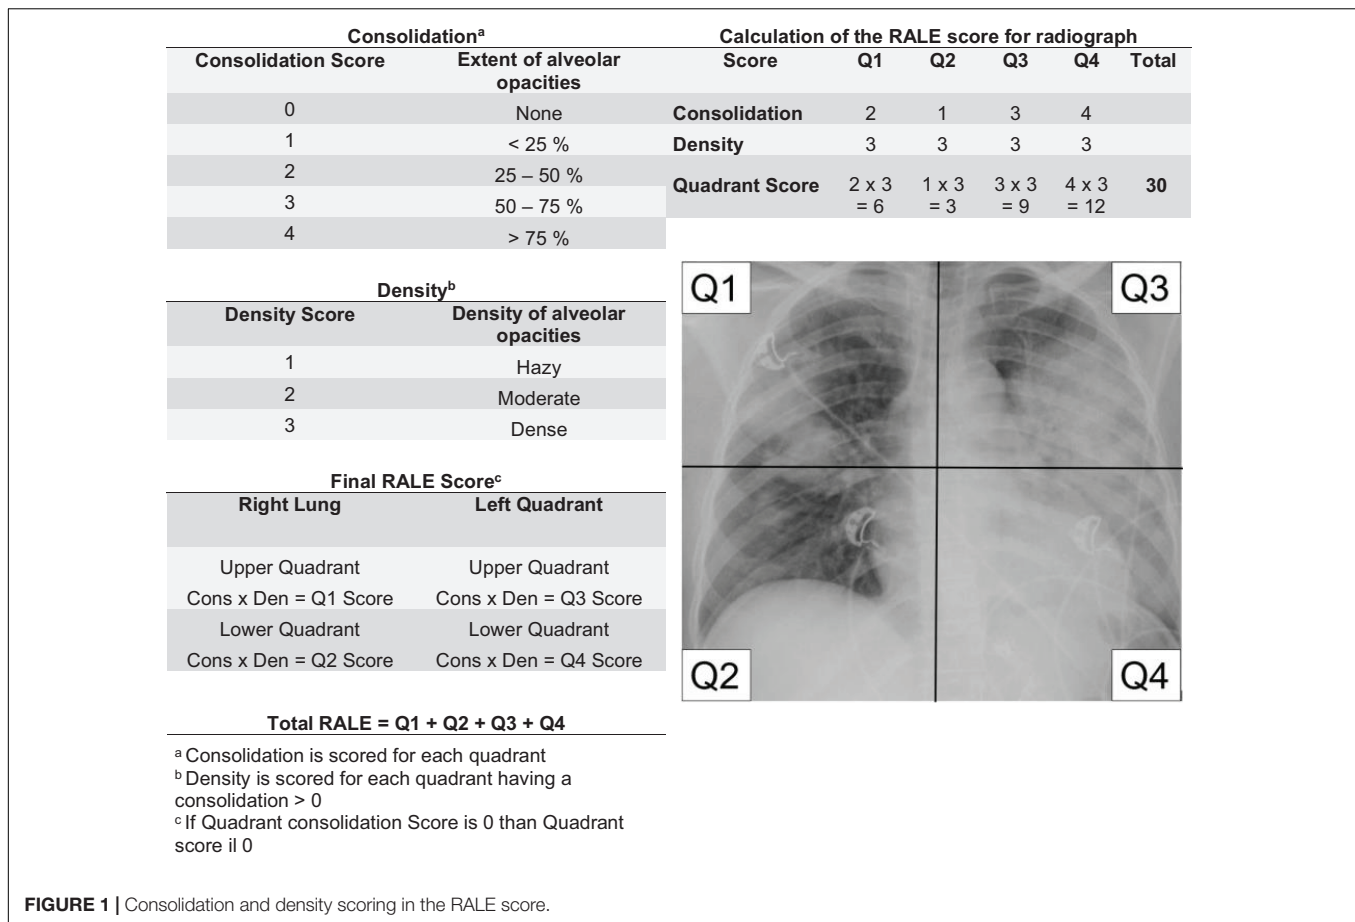 Consolidationᵃ
Consolidation Score Extent of alveolar
opacities
0 None
1 < 25 %
2 25 – 50 %
3 50 – 75 %
4 > 75 %
Densityᵇ
Density Score Density of alveolar
opacities
1 Hazy
2 Moderate
3 Dense
Final RALE Scoreᶜ
Right Lung Left Quadrant
Upper Quadrant Upper Quadrant
Cons x Den = Q1 Score Cons x Den = Q3 Score
Lower Quadrant Lower Quadrant
Cons x Den = Q2 Score Cons x Den = Q4 Score
Total RALE = Q1 + Q2 + Q3 + Q4
ᵃ Consolidation is scored for each quadrant
ᵇ Density is scored for each quadrant having a
consolidation > 0
ᶜ If Quadrant consolidation Score is 0 than Quadrant
score il 0
Calculation of the RALE score for radiograph
Score Q1 Q2 Q3 Q4 Total
Consolidation 2 1 3 4
Density 3 3 3 3
Quadrant Score 2 x 3 1 x 3 3 x 3 4 x 3 30
= 6 = 3 = 9 = 12
Q1 Q3
Q2 Q4
FIGURE 1 | Consolidation and density scoring in the RALE score.